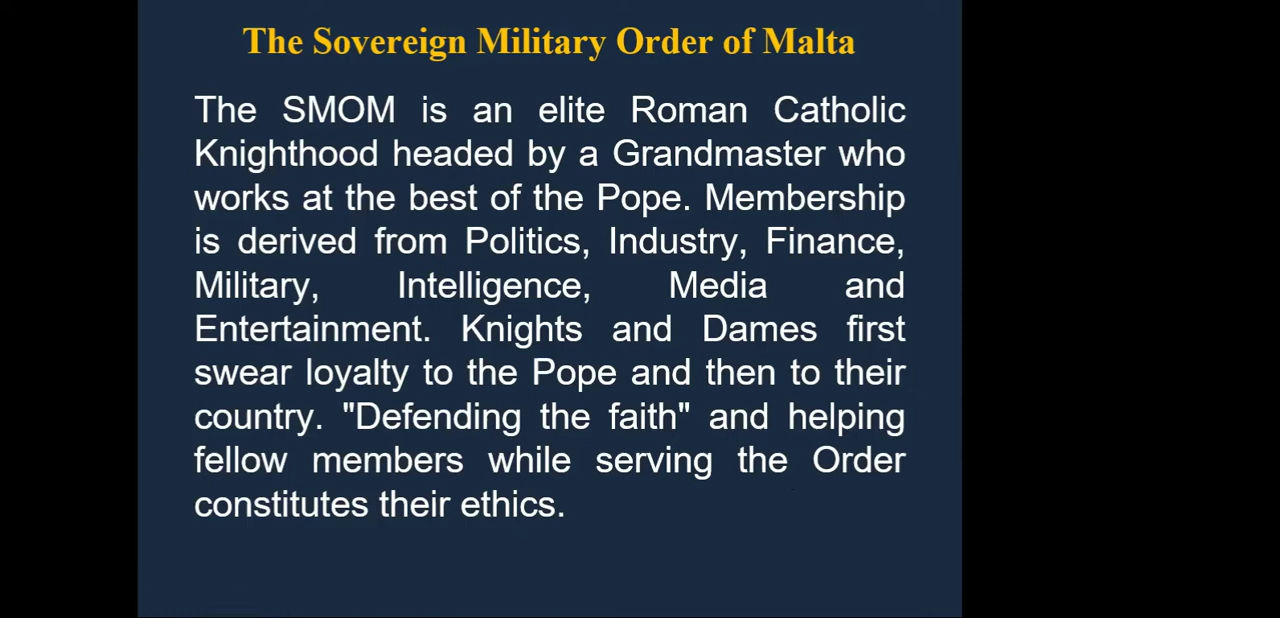 The Sovereign Military Order of Malta
The SMOM is an elite Roman Catholic
Knighthood headed by a Grandmaster who
works at the best of the Pope. Membership
is derived from Politics, Industry, Finance,
Military, Intelligence, Media and
Entertainment. Knights and Dames first
swear loyalty to the Pope and then to their
country. "Defending the faith" and helping
fellow members while serving the Order
constitutes their ethics.